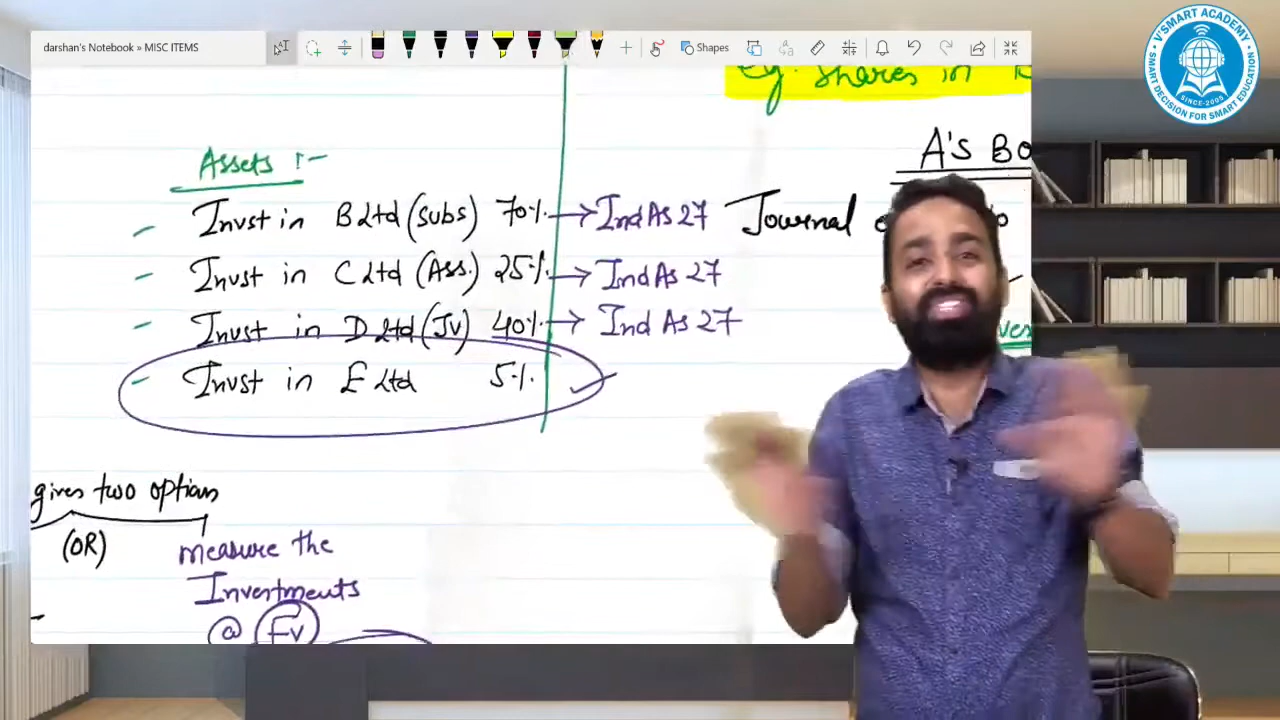 darshan's Notebook » MISC ITEMS
Shapes
Eg. Shares in
Assets :-
- Invst in B Ltd (Subs) 70% → Ind As 27
- Invst in C Ltd (Ass.) 25% → Ind As 27
- Invst in D Ltd (JV) 40% → Ind As 27
- Invst in E Ltd 5%
A's Bo
Journal
gives two options
(OR)
measure the
Investments
@ FV
V'SMART ACADEMY
SMART DECISION FOR SMART EDUCATION
SINCE-2005